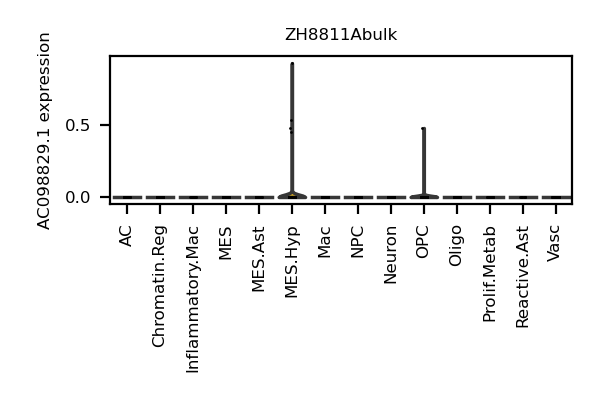 ZH8811Abulk
AC098829.1 expression
0.5
0.0
AC
Chromatin.Reg
Inflammatory.Mac
MES
MES.Ast
MES.Hyp
Mac
NPC
Neuron
OPC
Oligo
Prolif.Metab
Reactive.Ast
Vasc